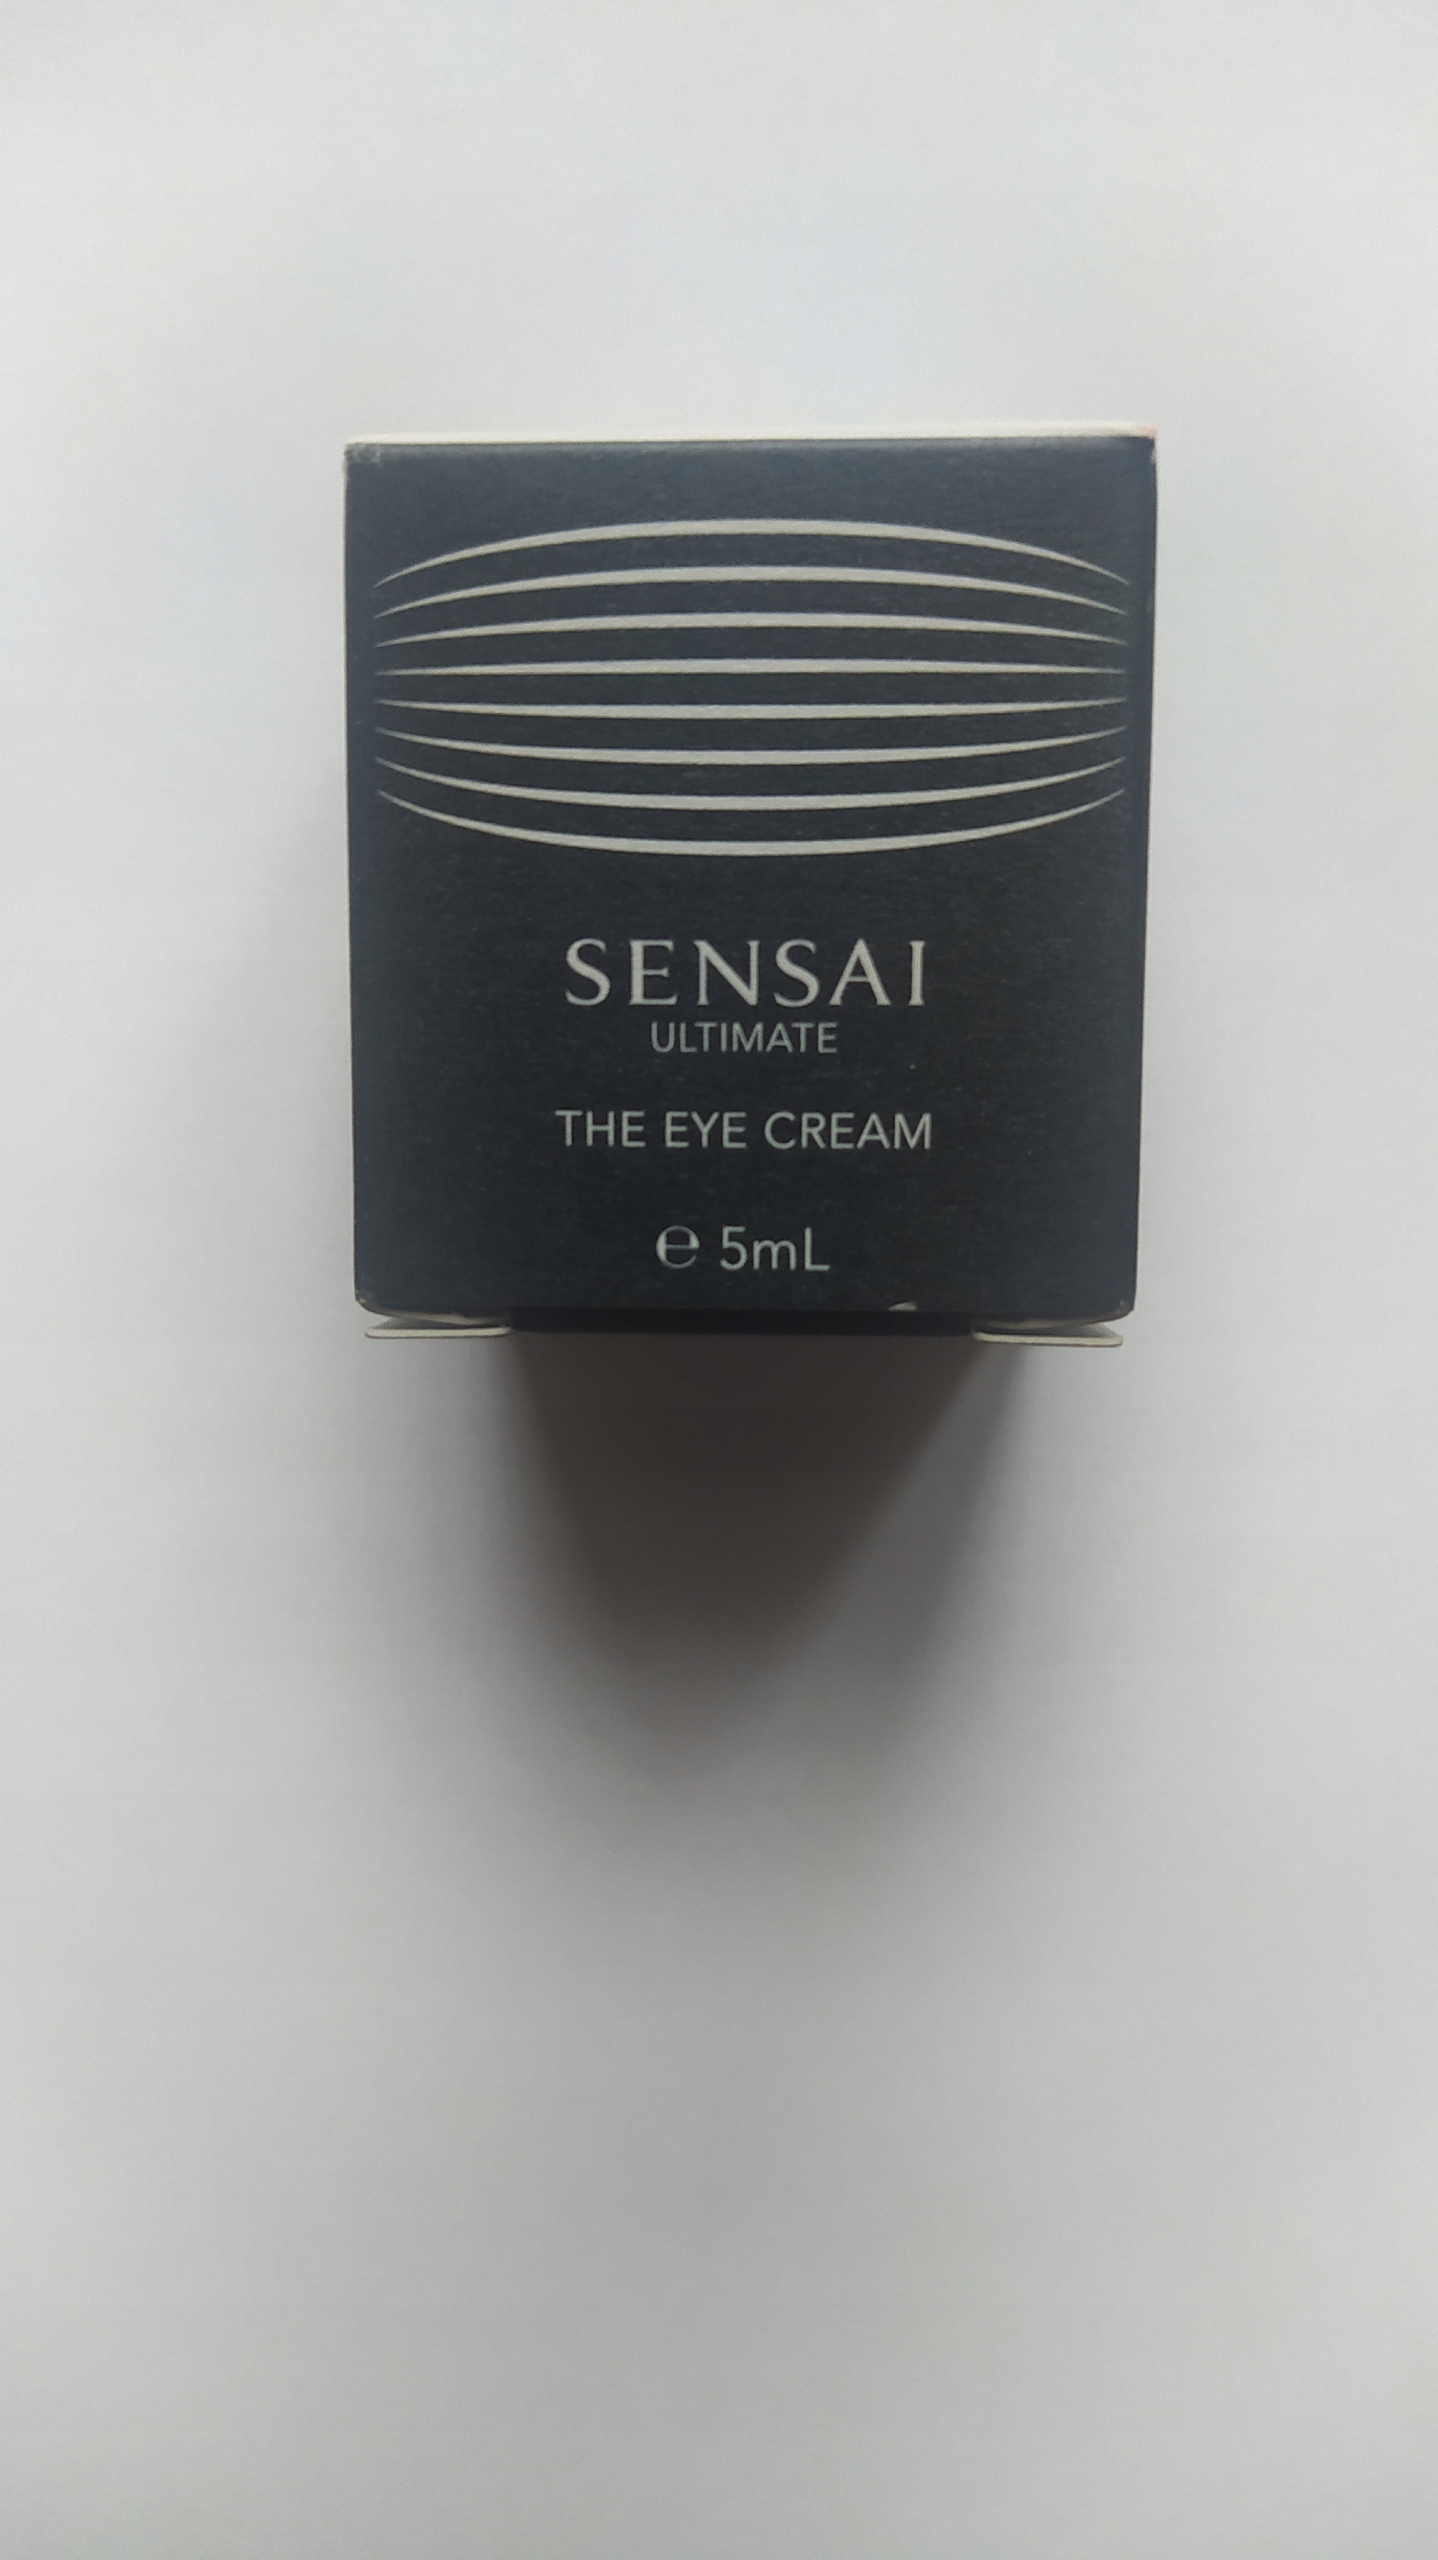 SENSAI
ULTIMATE
THE EYE CREAM
℮ 5mL